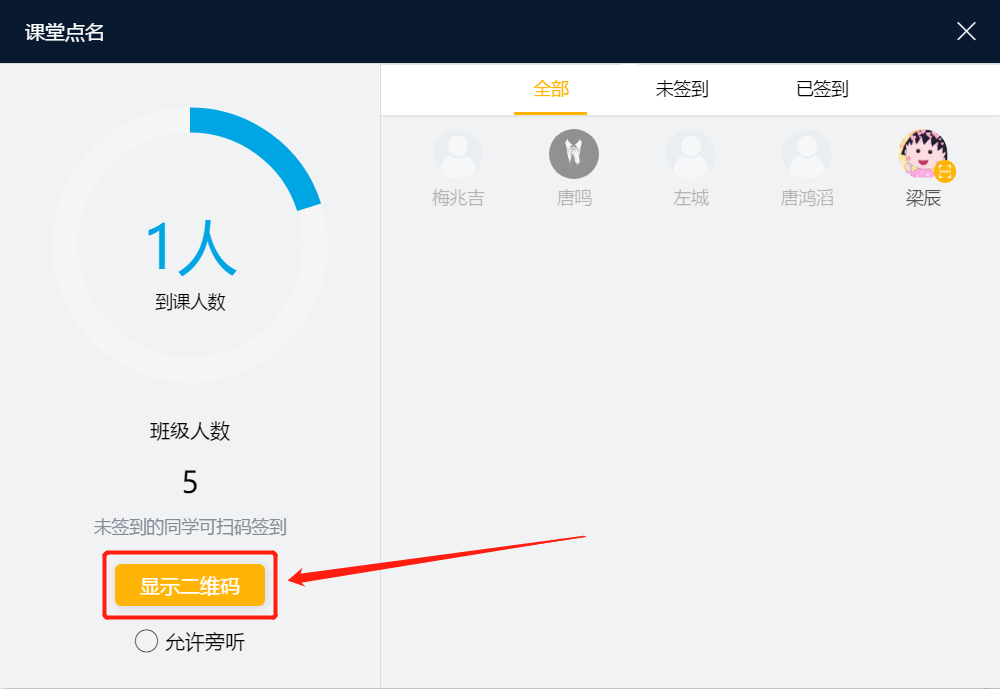 课堂点名
全部 未签到 已签到
梅兆吉 唐鸣 左城 唐鸿滔 梁辰
1人
到课人数
班级人数
5
未签到的同学可扫码签到
显示二维码
允许旁听